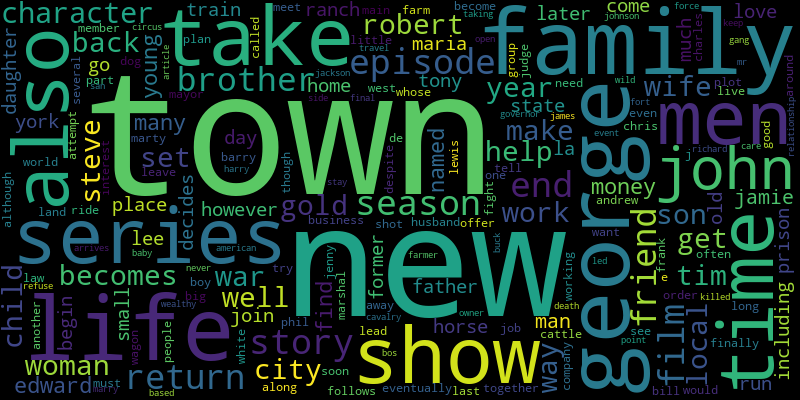 town
new
family
life
series
show
time
george
take
also
men
john
character
back
go
part
several
dog
brother
young
train
circus
member
plan
called
ranch
main
meet
little
robert
maria
episode
tony
home
west
whose
farm
travel
become
taking
group
judge
johnson
open
later
state
year
come
force
keep
much
charles
love
gang
mr
wife
plot
live
around
relationship
wild
fort
even
event
chris
need
daughter
san
article
mayor
york
attempt
world
although
land
steve
ride
interest
many
marty
set
leave
place
decides
day
barry
harry
though
despite
stay
de
named
lewis
fight
help
one
tell
make
la
governor
james
end
money
work
gold
season
however
business
shot
husband
offer
side
final
jackson
american
lee
arrives
becomes
war
former
father
buck
farmer
friend
son
andrew
want
led
frank
old
j
richard
care
good
jamie
prison
get
often
tim
e
child
law
refuse
another
begin
small
baby
boy
never
big
well
try
find
jenny
marshal
away
cavalry
owner
horse
job
man
cattle
death
working
join
phil
people
wagon
wealthy
must
story
white
city
soon
along
based
marry
return
edward
woman
follows
lead
bos
eventually
last
together
way
company
see
point
film
local
order
killed
bill
would
long
finally
run
including